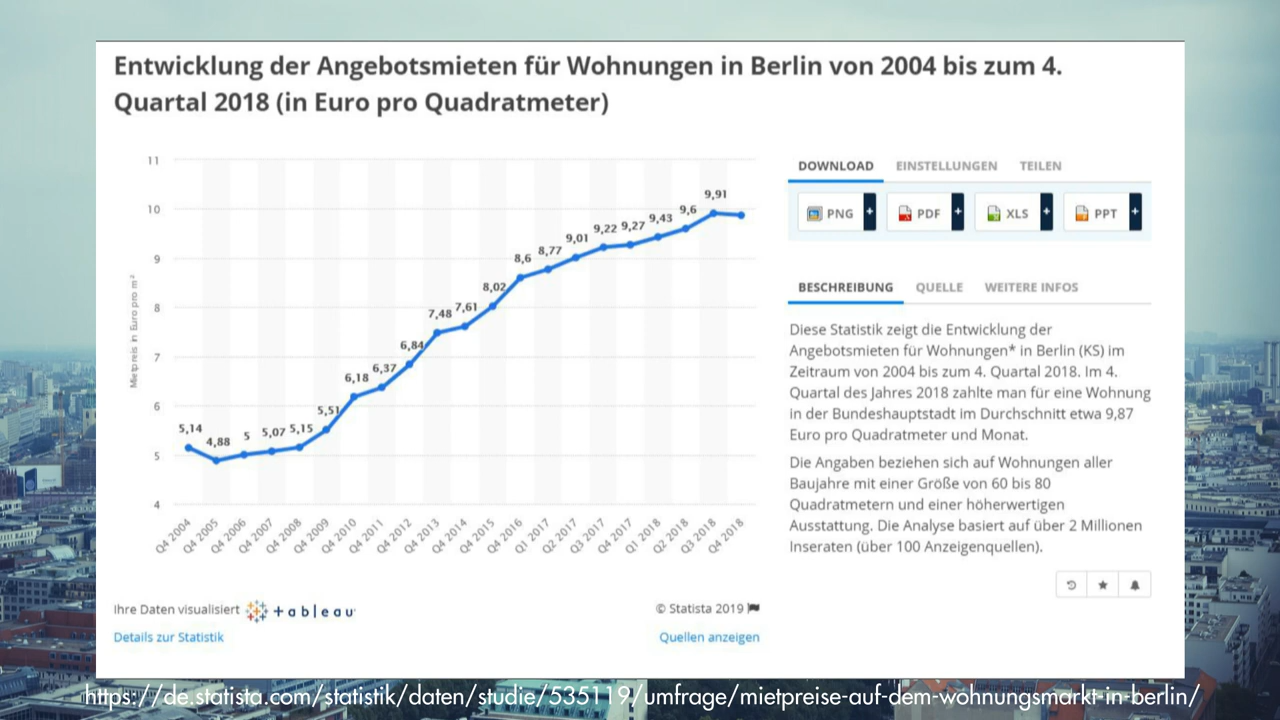 Entwicklung der Angebotsmieten für Wohnungen in Berlin von 2004 bis zum 4.
Quartal 2018 (in Euro pro Quadratmeter)
Mietpreis in Euro pro m²
11
10
9
8
7
6
5
4
5,14
4,88
5
5,07
5,15
5,51
6,18
6,37
6,84
7,48
7,61
8,02
8,6
8,77
9,01
9,22
9,27
9,43
9,6
9,91
Q4 2004
Q4 2005
Q4 2006
Q4 2007
Q4 2008
Q4 2009
Q4 2010
Q4 2011
Q4 2012
Q4 2013
Q4 2014
Q4 2015
Q4 2016
Q1 2017
Q2 2017
Q3 2017
Q4 2017
Q1 2018
Q2 2018
Q3 2018
Q4 2018
Ihre Daten visualisiert +ableau
Details zur Statistik
© Statista 2019
Quellen anzeigen
DOWNLOAD EINSTELLUNGEN TEILEN
PNG + PDF + XLS + PPT +
BESCHREIBUNG QUELLE WEITERE INFOS
Diese Statistik zeigt die Entwicklung der
Angebotsmieten für Wohnungen* in Berlin (KS) im
Zeitraum von 2004 bis zum 4. Quartal 2018. Im 4.
Quartal des Jahres 2018 zahlte man für eine Wohnung
in der Bundeshauptstadt im Durchschnitt etwa 9,87
Euro pro Quadratmeter und Monat.
Die Angaben beziehen sich auf Wohnungen aller
Baujahre mit einer Größe von 60 bis 80
Quadratmetern und einer höherwertigen
Ausstattung. Die Analyse basiert auf über 2 Millionen
Inseraten (über 100 Anzeigenquellen).
https://de.statista.com/statistik/daten/studie/535119/umfrage/mietpreise-auf-dem-wohnungsmarkt-in-berlin/